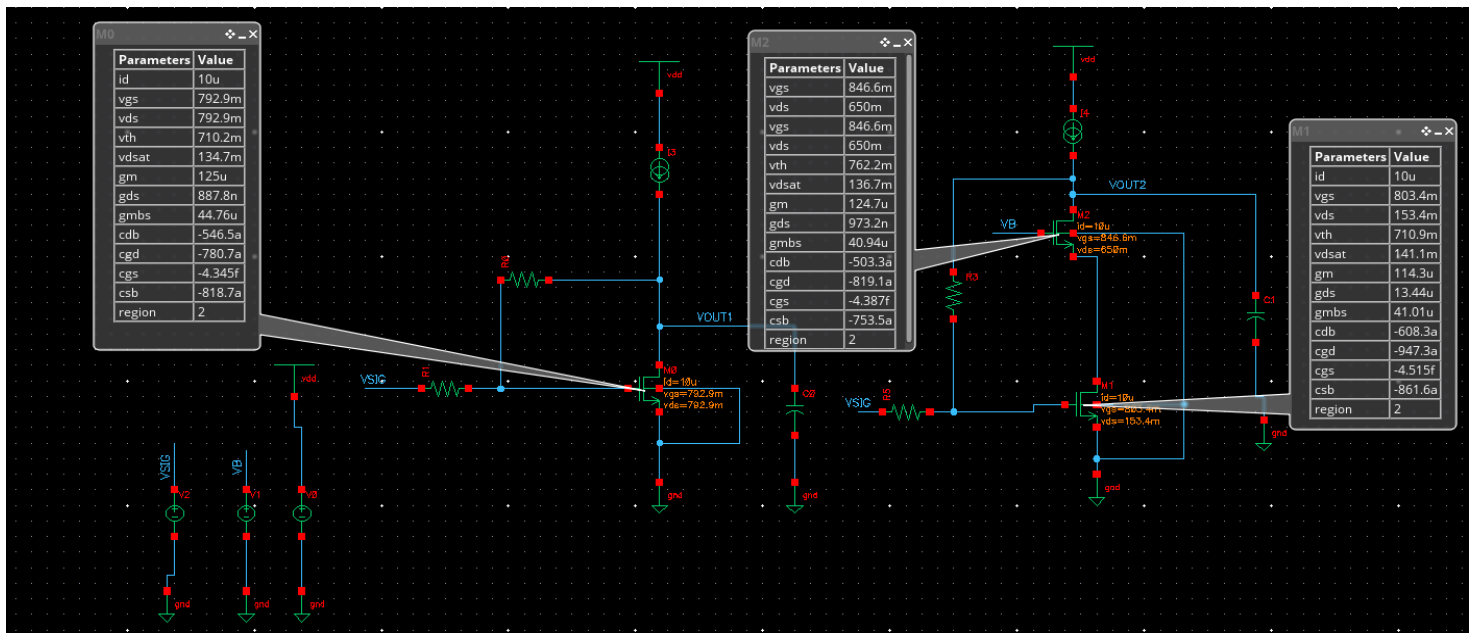 M0
Parameters Value
id 10u
vgs 792.9m
vds 792.9m
vth 710.2m
vdsat 134.7m
gm 125u
gds 887.8n
gmbs 44.76u
cdb -546.5a
cgd -780.7a
cgs -4.345f
csb -818.7a
region 2
vdd
I3
R0
VOUT1
VSIG
R1
M0
id=10u
vgs=792.9m
vds=792.9m
C0
gnd
gnd
vdd
VSIG
VB
V2
V1
V0
gnd
gnd
gnd
M2
Parameters Value
vgs 846.6m
vds 650m
vgs 846.6m
vds 650m
vth 762.2m
vdsat 136.7m
gm 124.7u
gds 973.2n
gmbs 40.94u
cdb -503.3a
cgd -819.1a
cgs -4.387f
csb -753.5a
region 2
vdd
I4
VOUT2
VB
M2
id=10u
vgs=846.6m
vds=650m
R3
C1
VSIG
M1
id=10u
vgs=803.4m
vds=153.4m
gnd
gnd
M1
Parameters Value
id 10u
vgs 803.4m
vds 153.4m
vth 710.9m
vdsat 141.1m
gm 114.3u
gds 13.44u
gmbs 41.01u
cdb -608.3a
cgd -947.3a
cgs -4.515f
csb -861.6a
region 2